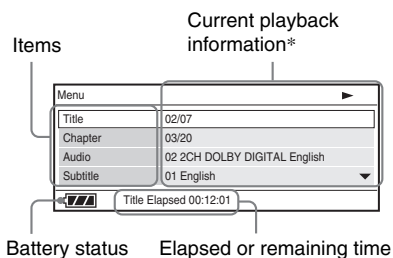 Current playback
information*
Items
Menu
Title 02/07
Chapter 03/20
Audio 02 2CH DOLBY DIGITAL English
Subtitle 01 English
Title Elapsed 00:12:01
Battery status Elapsed or remaining time